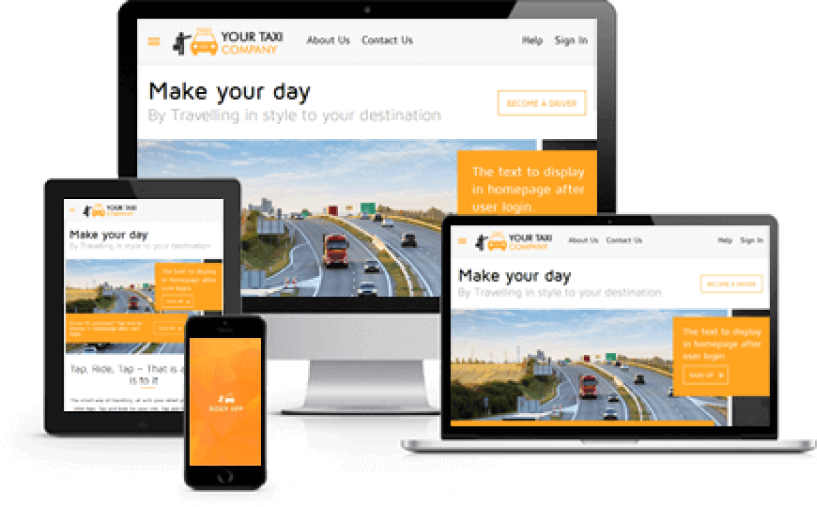 YOUR TAXI
COMPANY
About Us
Contact Us
Help
Sign In
Make your day
By Travelling in style to your destination
BECOME A DRIVER
The text to display
in homepage after
user login
YOUR TAXI
COMPANY
Make your day
By Travelling in style to your destination
The text to display
in homepage after
user login
SIGN UP
Tap, Ride, Tap – That is a
is to it
RIDER APP
YOUR TAXI
COMPANY
About Us
Contact Us
Help
Sign In
Make your day
By Travelling in style to your destination
BECOME A DRIVER
The text to display
in homepage after
user login
SIGN UP